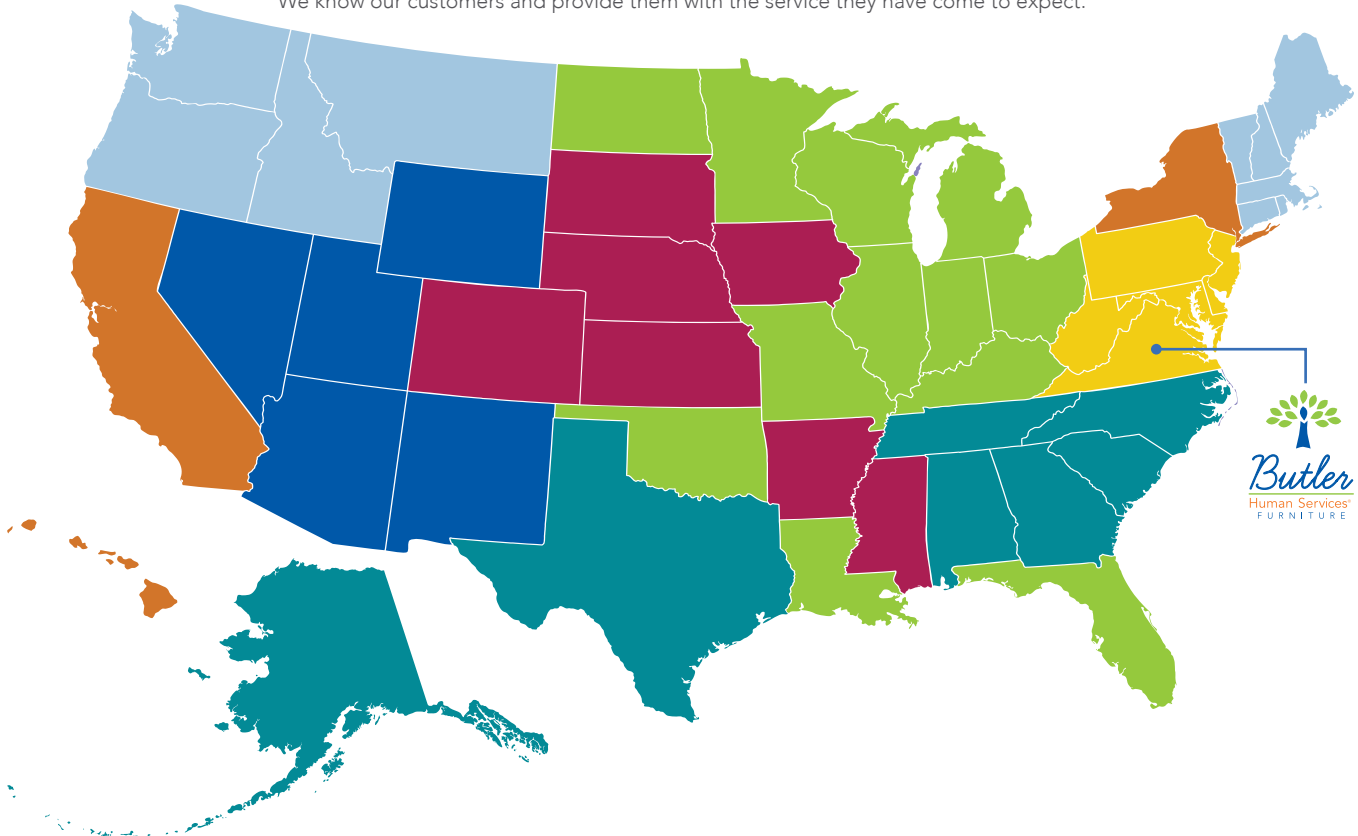 We know our customers and provide them with the service they have come to expect.
Butler
Human Services®
FURNITURE